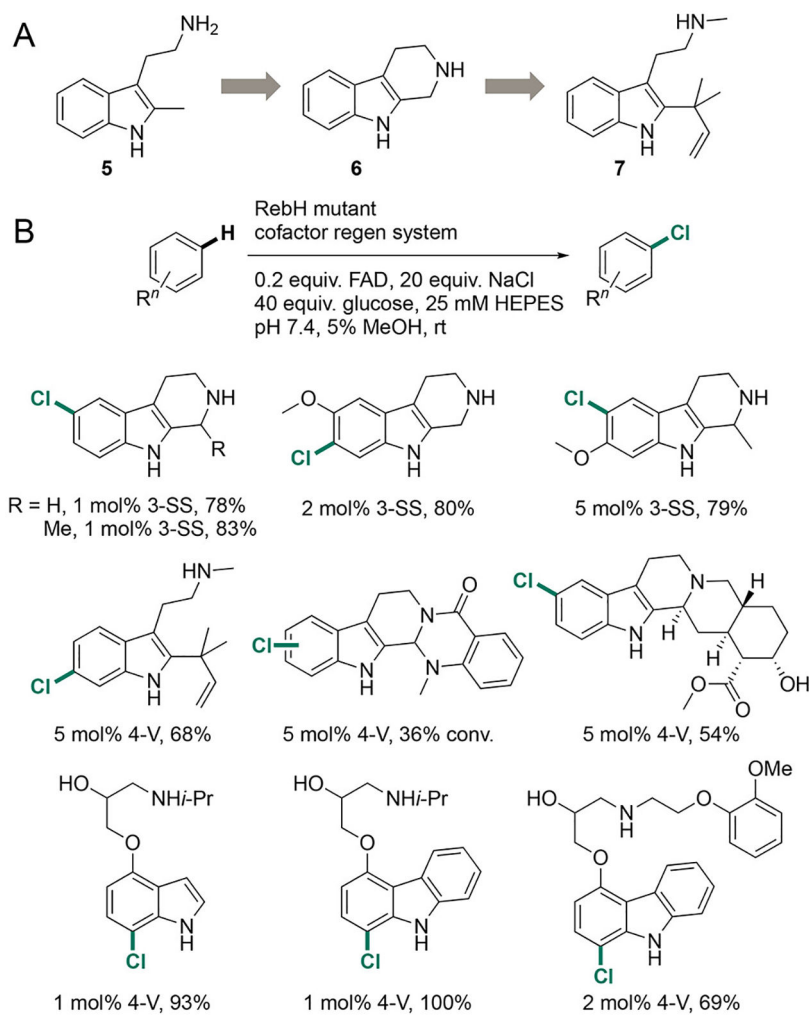 A
NH2
HN
NH
N
H
N
H
N
H
5
6
7
B
RebH mutant
cofactor regen system
H
Cl
Rn
Rn
0.2 equiv. FAD, 20 equiv. NaCl
40 equiv. glucose, 25 mM HEPES
pH 7.4, 5% MeOH, rt
Cl
NH
N
H
R
O
Cl
NH
N
H
Cl
O
NH
N
H
R = H, 1 mol% 3-SS, 78%
Me, 1 mol% 3-SS, 83%
2 mol% 3-SS, 80%
5 mol% 3-SS, 79%
HN
Cl
N
H
Cl
N
O
N
H
N
Cl
N
H
N
H
H
H
O
O
OH
5 mol% 4-V, 68%
5 mol% 4-V, 36% conv.
5 mol% 4-V, 54%
HO
NHi-Pr
O
N
H
Cl
HO
NHi-Pr
O
N
H
Cl
HO
N
H
O
OMe
O
N
H
Cl
1 mol% 4-V, 93%
1 mol% 4-V, 100%
2 mol% 4-V, 69%